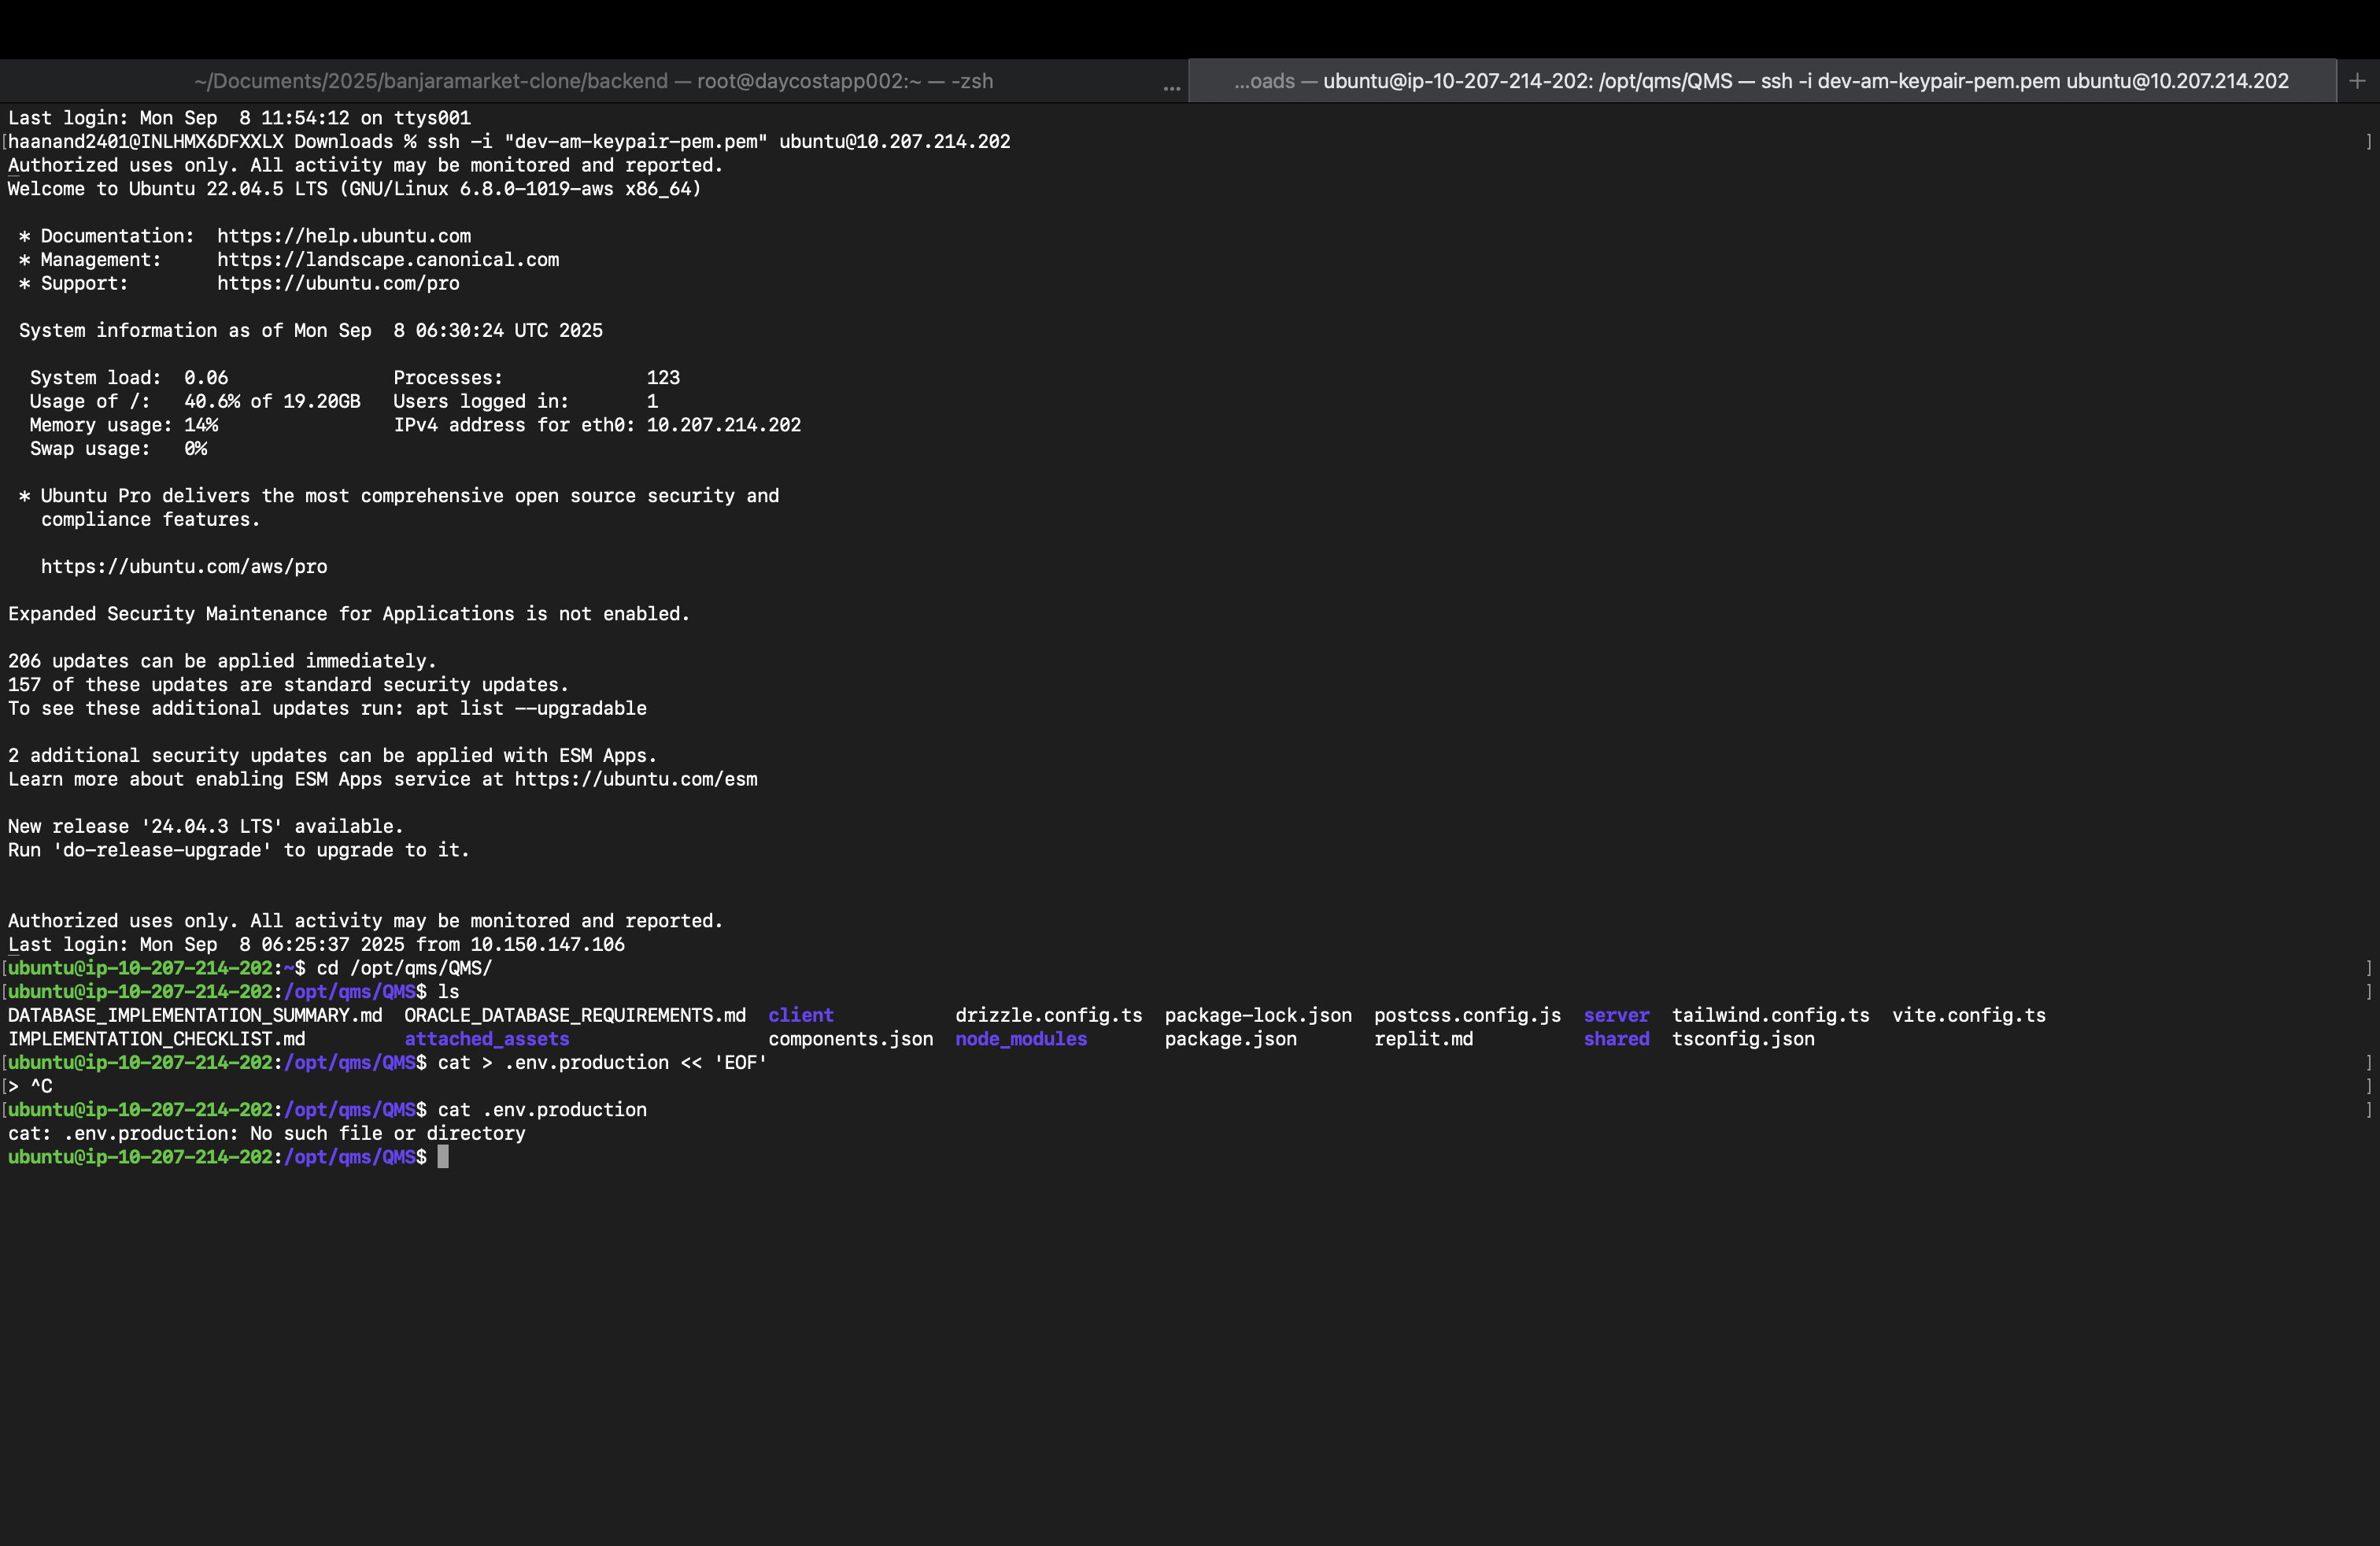 ~/Documents/2025/banjaramarket-clone/backend — root@daycostapp002:~ — -zsh
...
...oads — ubuntu@ip-10-207-214-202: /opt/qms/QMS — ssh -i dev-am-keypair-pem.pem ubuntu@10.207.214.202
+
Last login: Mon Sep  8 11:54:12 on ttys001
[haanand2401@INLHMX6DFXXLX Downloads % ssh -i "dev-am-keypair-pem.pem" ubuntu@10.207.214.202 ]
Authorized uses only. All activity may be monitored and reported.
Welcome to Ubuntu 22.04.5 LTS (GNU/Linux 6.8.0-1019-aws x86_64)
 * Documentation:  https://help.ubuntu.com
 * Management:     https://landscape.canonical.com
 * Support:        https://ubuntu.com/pro
 System information as of Mon Sep  8 06:30:24 UTC 2025
  System load:  0.06               Processes:             123
  Usage of /:   40.6% of 19.20GB   Users logged in:       1
  Memory usage: 14%                IPv4 address for eth0: 10.207.214.202
  Swap usage:   0%
 * Ubuntu Pro delivers the most comprehensive open source security and
   compliance features.
   https://ubuntu.com/aws/pro
Expanded Security Maintenance for Applications is not enabled.
206 updates can be applied immediately.
157 of these updates are standard security updates.
To see these additional updates run: apt list --upgradable
2 additional security updates can be applied with ESM Apps.
Learn more about enabling ESM Apps service at https://ubuntu.com/esm
New release '24.04.3 LTS' available.
Run 'do-release-upgrade' to upgrade to it.
Authorized uses only. All activity may be monitored and reported.
Last login: Mon Sep  8 06:25:37 2025 from 10.150.147.106
[ubuntu@ip-10-207-214-202:~$ cd /opt/qms/QMS/ ]
[ubuntu@ip-10-207-214-202:/opt/qms/QMS$ ls ]
DATABASE_IMPLEMENTATION_SUMMARY.md  ORACLE_DATABASE_REQUIREMENTS.md  client           drizzle.config.ts  package-lock.json  postcss.config.js  server  tailwind.config.ts  vite.config.ts
IMPLEMENTATION_CHECKLIST.md         attached_assets                  components.json  node_modules       package.json       replit.md          shared  tsconfig.json
[ubuntu@ip-10-207-214-202:/opt/qms/QMS$ cat > .env.production << 'EOF' ]
[> ^C ]
[ubuntu@ip-10-207-214-202:/opt/qms/QMS$ cat .env.production ]
cat: .env.production: No such file or directory
ubuntu@ip-10-207-214-202:/opt/qms/QMS$